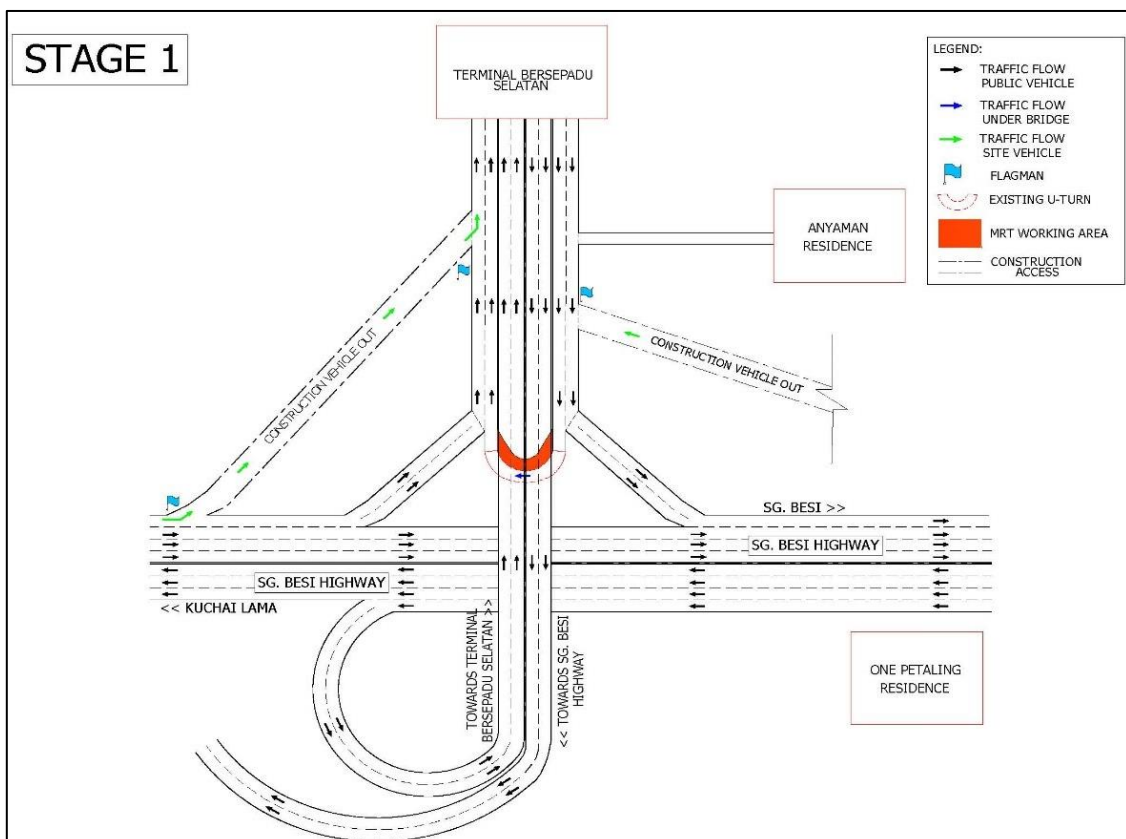 STAGE 1
TERMINAL BERSEPADU
SELATAN
LEGEND:
TRAFFIC FLOW
PUBLIC VEHICLE
TRAFFIC FLOW
UNDER BRIDGE
TRAFFIC FLOW
SITE VEHICLE
FLAGMAN
EXISTING U-TURN
MRT WORKING AREA
CONSTRUCTION
ACCESS
ANYAMAN
RESIDENCE
CONSTRUCTION VEHICLE OUT
CONSTRUCTION VEHICLE OUT
SG. BESI >>
SG. BESI HIGHWAY
SG. BESI HIGHWAY
<< KUCHAI LAMA
TOWARDS TERMINAL
BERSEPADU SELATAN >>
<< TOWARDS SG. BESI
HIGHWAY
ONE PETALING
RESIDENCE